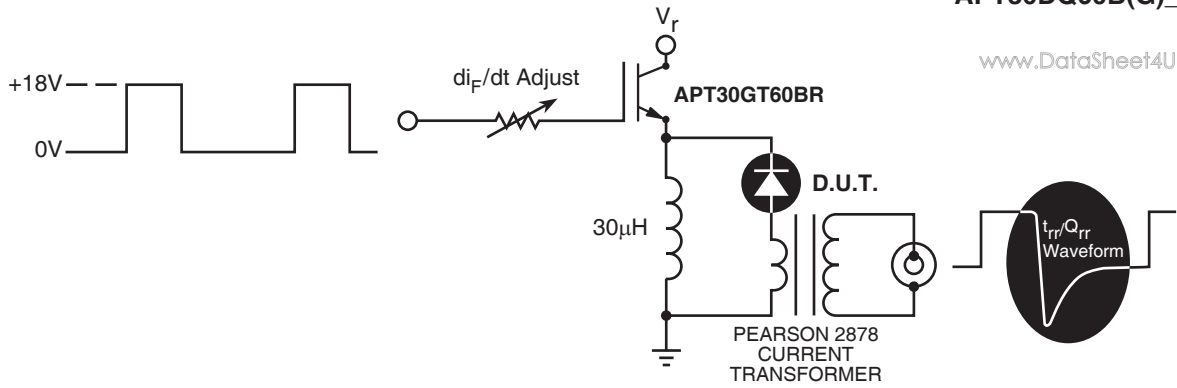 www.DataSheet4U
V_r
+18V
di_F/dt Adjust
APT30GT60BR
0V
D.U.T.
30μH
t_rr/Q_rr
Waveform
PEARSON 2878
CURRENT
TRANSFORMER